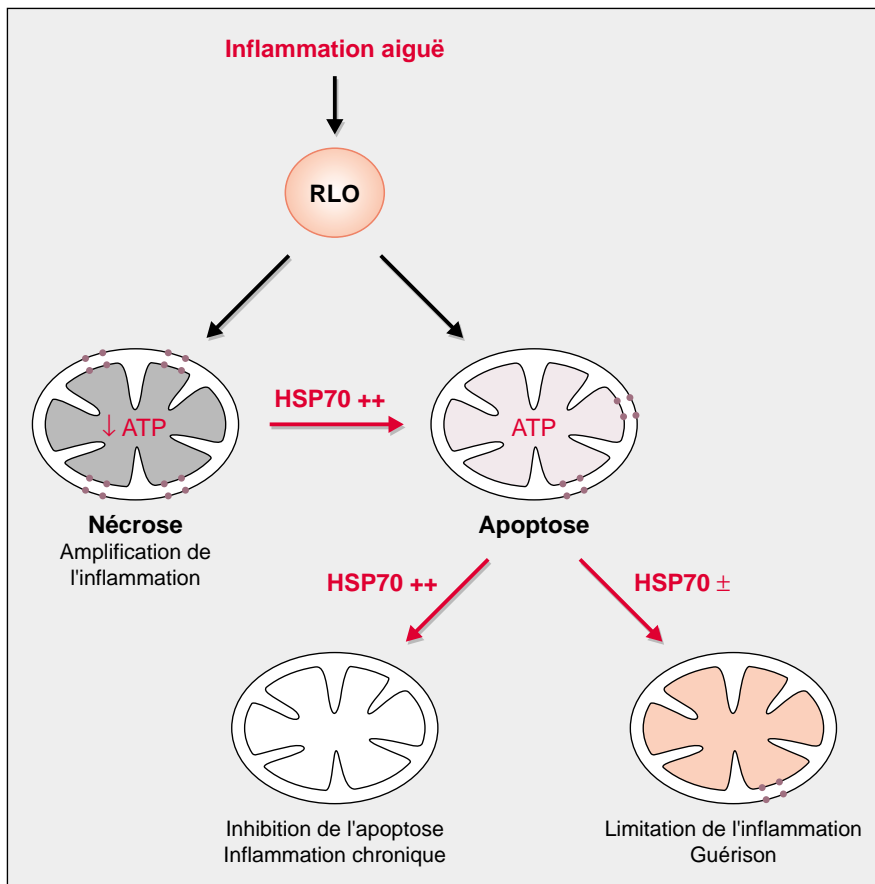 Inflammation aiguë
RLO
HSP70 ++
↓ ATP
ATP
Nécrose
Amplification de
l'inflammation
Apoptose
HSP70 ++
HSP70 ±
Inhibition de l'apoptose
Inflammation chronique
Limitation de l'inflammation
Guérison